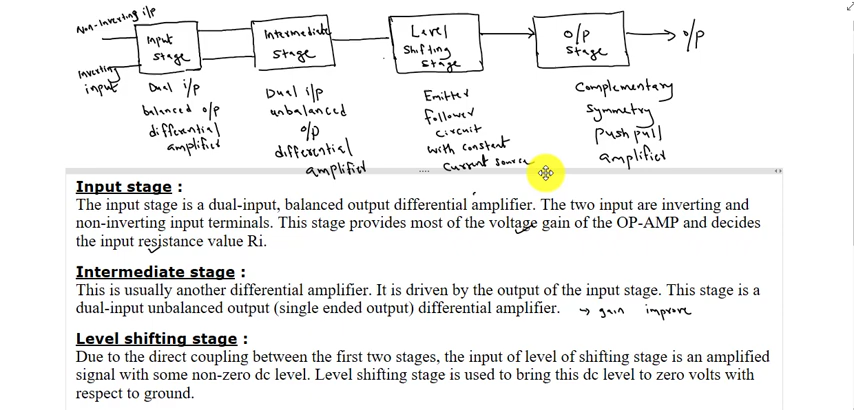 Non-Inverting i/p
Inverting
input
Input
Stage
Dual i/p
balanced o/p
differential
amplifier
Intermediate
Stage
Dual i/p
unbalanced
o/p
differential
amplifier
Level
Shifting
Stage
Emitter
follower
circuit
with constant
current source
O/P
Stage
Complementary
Symmetry
Push pull
amplifier
o/p
Input stage :
The input stage is a dual-input, balanced output differential amplifier. The two input are inverting and
non-inverting input terminals. This stage provides most of the voltage gain of the OP-AMP and decides
the input resistance value Ri.
Intermediate stage :
This is usually another differential amplifier. It is driven by the output of the input stage. This stage is a
dual-input unbalanced output (single ended output) differential amplifier. → gain improve
Level shifting stage :
Due to the direct coupling between the first two stages, the input of level of shifting stage is an amplified
signal with some non-zero dc level. Level shifting stage is used to bring this dc level to zero volts with
respect to ground.